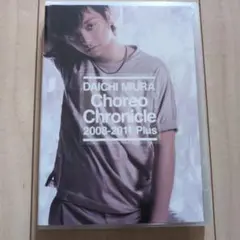 DAICHI MIURA
Choreo
Chronicle
2008-2011 Plus